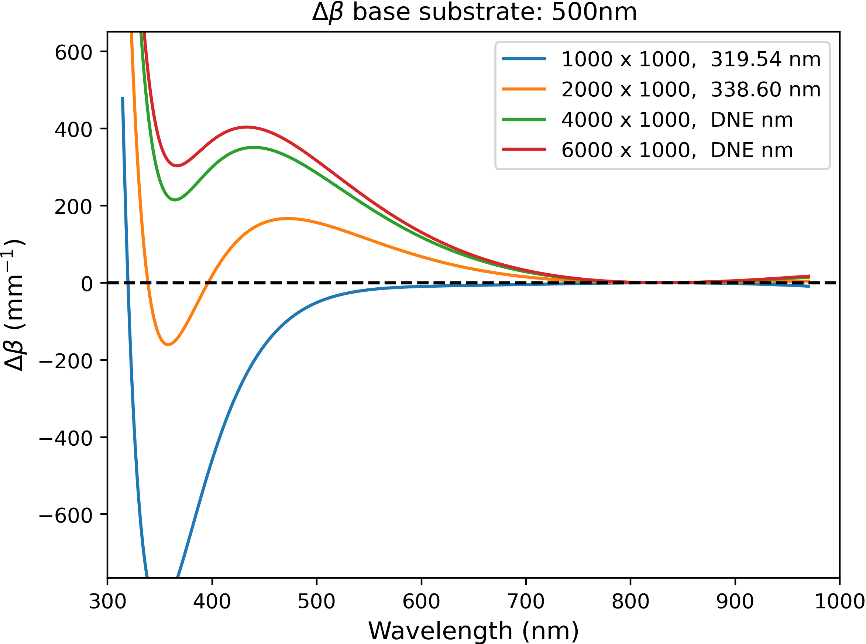 Δβ base substrate: 500nm
600
400
200
0
−200
−400
−600
Δβ (mm⁻¹)
1000 x 1000,  319.54 nm
2000 x 1000,  338.60 nm
4000 x 1000,  DNE nm
6000 x 1000,  DNE nm
300 400 500 600 700 800 900 1000
Wavelength (nm)